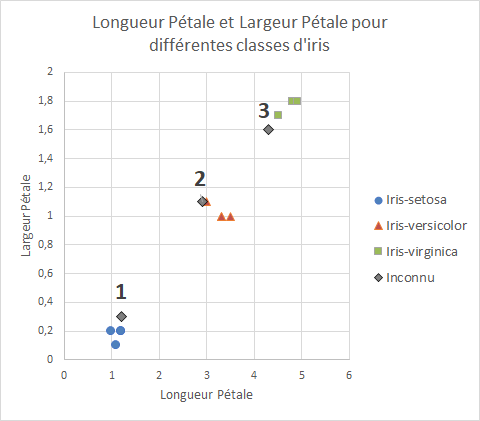 Longueur Pétale et Largeur Pétale pour
différentes classes d'iris
Largeur Pétale
2
1,8
1,6
1,4
1,2
1
0,8
0,6
0,4
0,2
0
3
2
1
0
1
2
3
4
5
6
Longueur Pétale
Iris-setosa
Iris-versicolor
Iris-virginica
Inconnu